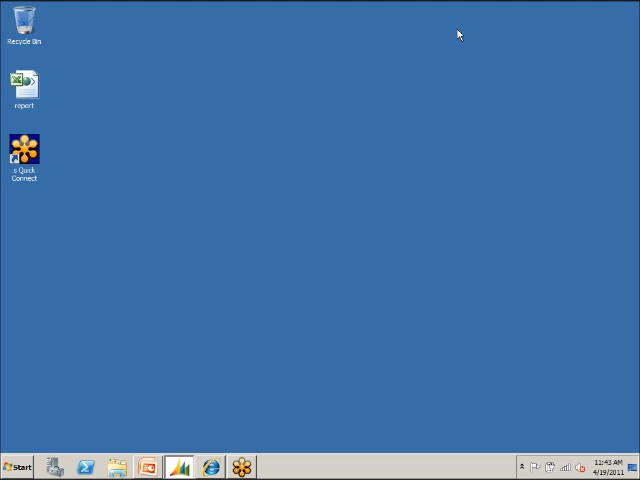 Recycle Bin
report
s Quick
Connect
Start
11:43 AM
4/19/2011